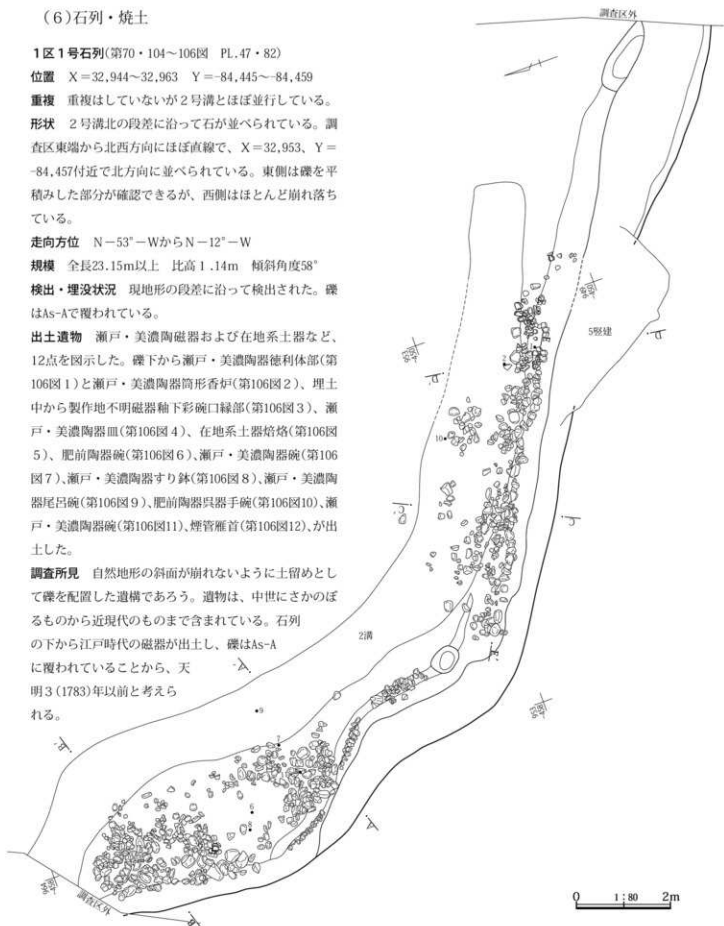 (6)石列・焼土
1区1号石列(第70・104～106図 PL.47・82)
位置 X=32,944～32,963 Y=-84,445～-84,459
重複 重複はしていないが2号溝とほぼ並行している。
形状 2号溝北の段差に沿って石が並べられている。調
査区東端から北西方向にほぼ直線で、X=32,953、Y=
-84,457付近で北方向に並べられている。東側は礫を平
積みした部分が確認できるが、西側はほとんど崩れ落ち
ている。
走向方位 N-53°-WからN-12°-W
規模 全長23.15m以上 比高1.14m 傾斜角度58°
検出・埋没状況 現地形の段差に沿って検出された。礫
はAs-Aで覆われている。
出土遺物 瀬戸・美濃陶磁器および在地系土器など、
12点を図示した。礫下から瀬戸・美濃陶器徳利体部(第
106図1)と瀬戸・美濃陶器筒形香炉(第106図2)、埋土
中から製作地不明磁器釉下彩碗口縁部(第106図3)、瀬
戸・美濃陶器皿(第106図4)、在地系土器焙烙(第106図
5)、肥前陶器碗(第106図6)、瀬戸・美濃陶器碗(第106
図7)、瀬戸・美濃陶器すり鉢(第106図8)、瀬戸・美濃陶
器尾呂碗(第106図9)、肥前陶器呉器手碗(第106図10)、瀬
戸・美濃陶器碗(第106図11)、煙管雁首(第106図12)、が出
土した。
調査所見 自然地形の斜面が崩れないように土留めとし
て礫を配置した遺構であろう。遺物は、中世にさかのぼ
るものから近現代のものまで含まれている。石列
の下から江戸時代の磁器が出土し、礫はAs-A
に覆われていることから、天
明3(1783)年以前と考えら
れる。
調査区外
5竪建
2
10
2溝
9
7
6
8
A
A'
B
B'
C
C'
D
D'
調査区外
0 1:80 2m